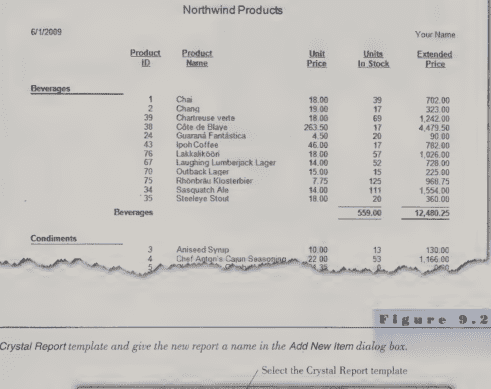 Northwind Products
6/1/2009 Your Name
Product Product Unit Units Extended
ID Name Price In Stock Price
Beverages
1 Chai 18.00 39 702.00
2 Chang 19.00 17 323.00
39 Chartreuse verte 18.00 69 1,242.00
38 Côte de Blaye 263.50 17 4,479.50
24 Guaraná Fantástica 4.50 20 90.00
43 Ipoh Coffee 46.00 17 782.00
76 Lakkalikööri 18.00 57 1,026.00
67 Laughing Lumberjack Lager 14.00 52 728.00
70 Outback Lager 15.00 15 225.00
75 Rhönbräu Klosterbier 7.75 125 968.75
34 Sasquatch Ale 14.00 111 1,554.00
35 Steeleye Stout 18.00 20 360.00
Beverages 559.00 12,480.25
Condiments
3 Aniseed Syrup 10.00 13 130.00
4 Chef Anton's Cajun Seasoning 22.00 53 1,166.00
5
Figure 9.2
Crystal Report template and give the new report a name in the Add New Item dialog box.
Select the Crystal Report template